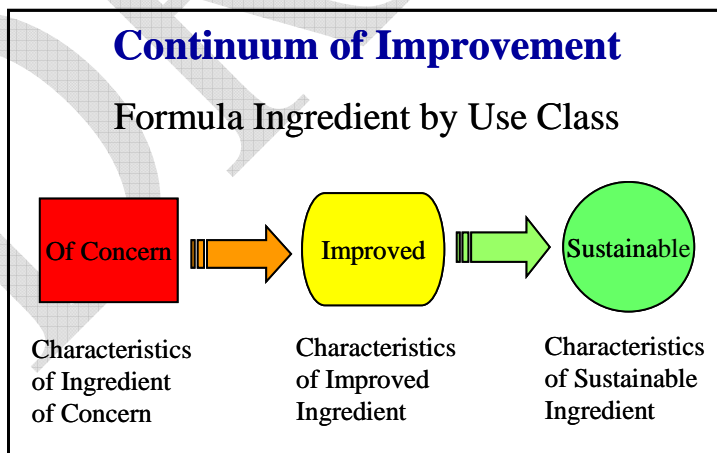 Continuum of Improvement
Formula Ingredient by Use Class
Of Concern
Improved
Sustainable
Characteristics
of Ingredient
of Concern
Characteristics
of Improved
Ingredient
Characteristics
of Sustainable
Ingredient